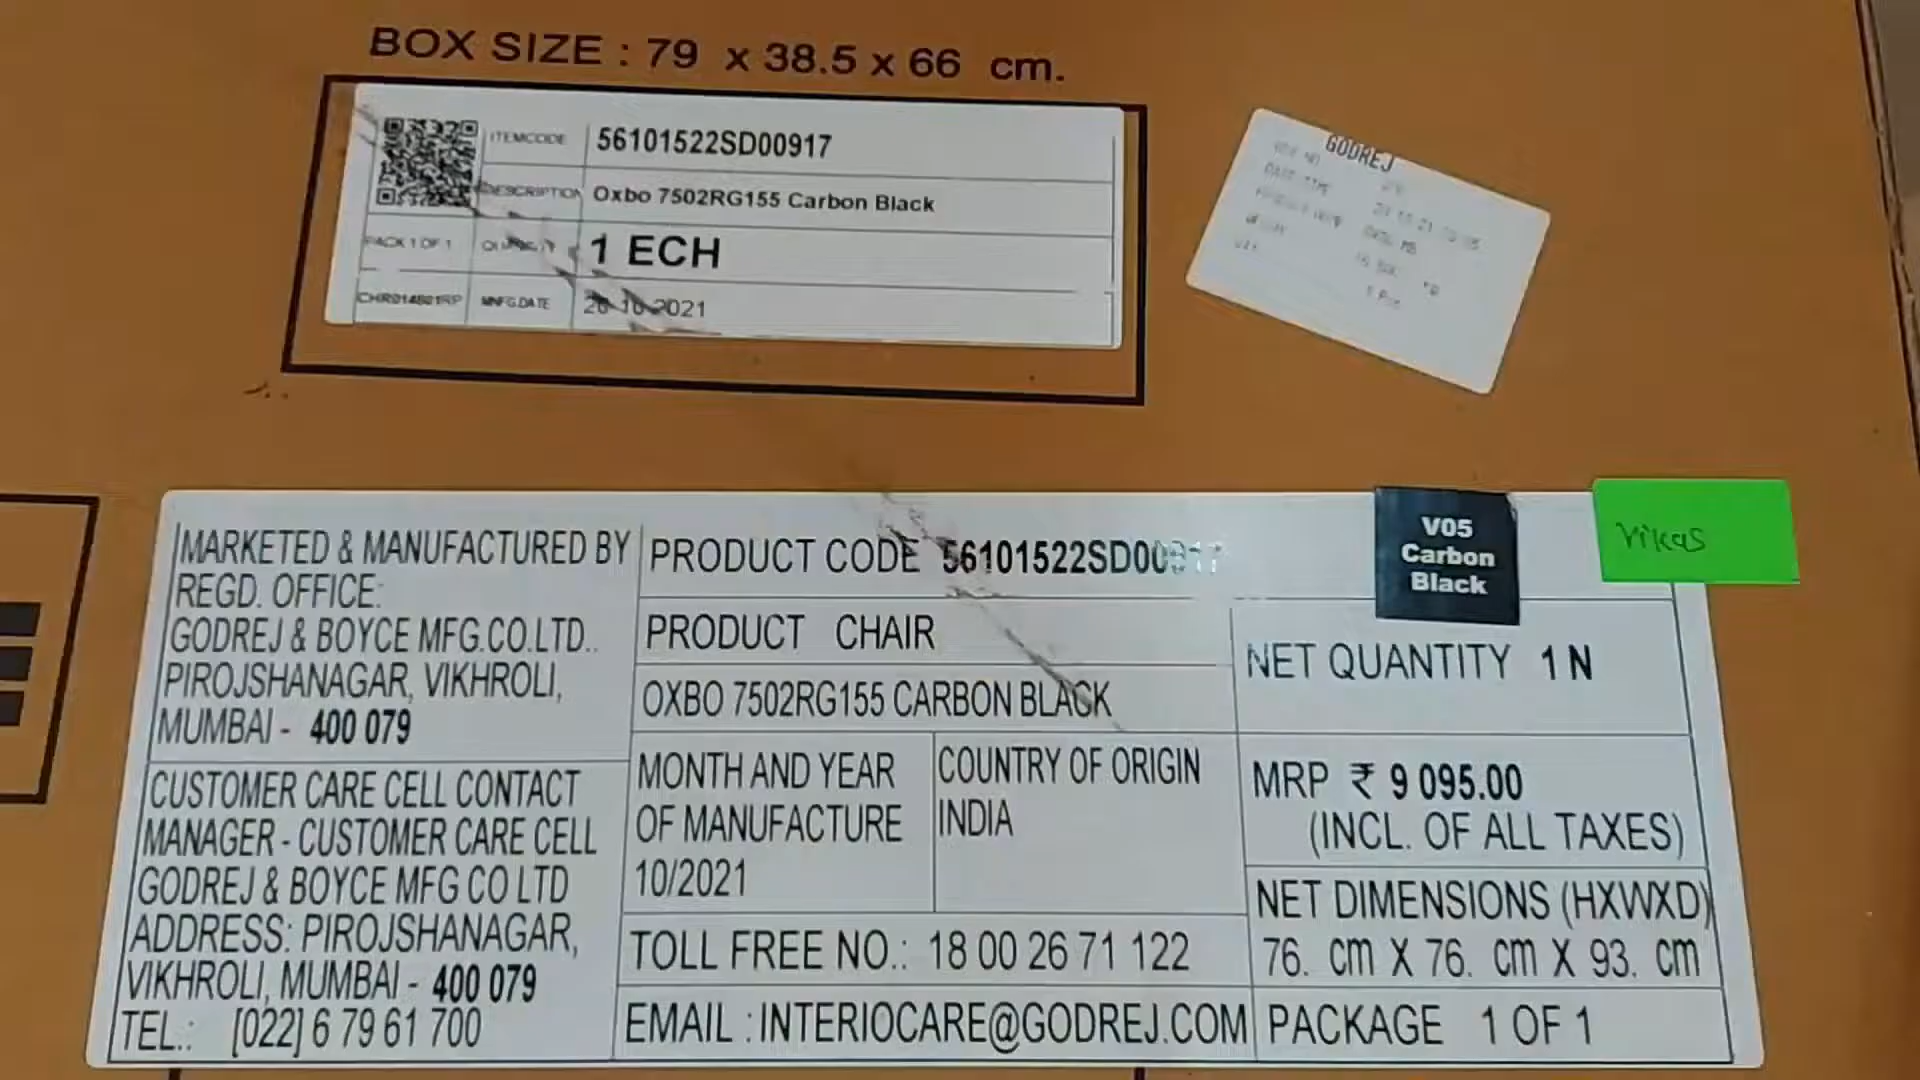 BOX SIZE : 79 x 38.5 x 66 cm.
ITEMCODE 56101522SD00917
DESCRIPTION Oxbo 7502RG155 Carbon Black
PACK 1 OF 1 QUANTITY 1 ECH
MNFG.DATE 2021
GODREJ
V05
Carbon
Black
vikas
MARKETED & MANUFACTURED BY
REGD. OFFICE:
GODREJ & BOYCE MFG.CO.LTD..
PIROJSHANAGAR, VIKHROLI,
MUMBAI - 400 079
CUSTOMER CARE CELL CONTACT
MANAGER - CUSTOMER CARE CELL
GODREJ & BOYCE MFG CO LTD
ADDRESS: PIROJSHANAGAR,
VIKHROLI, MUMBAI - 400 079
TEL.: [022] 6 79 61 700
PRODUCT CODE 56101522SD00917
PRODUCT CHAIR
OXBO 7502RG155 CARBON BLACK
MONTH AND YEAR
OF MANUFACTURE
10/2021
COUNTRY OF ORIGIN
INDIA
TOLL FREE NO.: 18 00 26 71 122
EMAIL : INTERIOCARE@GODREJ.COM
NET QUANTITY 1 N
MRP ₹ 9 095.00
(INCL. OF ALL TAXES)
NET DIMENSIONS (HXWXD)
76. cm X 76. cm X 93. cm
PACKAGE 1 OF 1